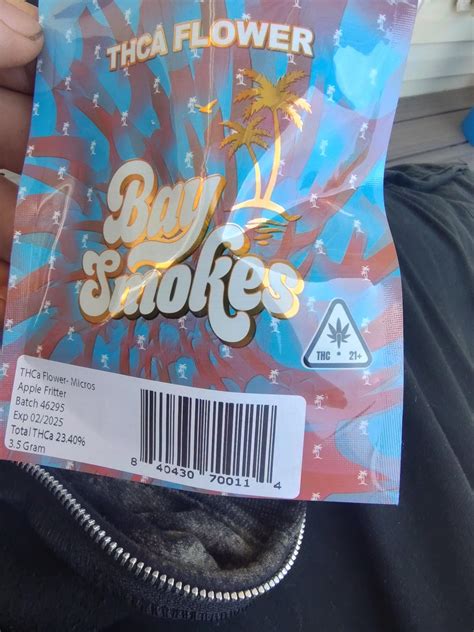 THCA FLOWER
Bay
Smokes
THC • 21+
THCa Flower- Micros
Apple Fritter
Batch 46295
Exp 02/2025
Total THCa 23.40%
3.5 Gram
8 40430 70011 4